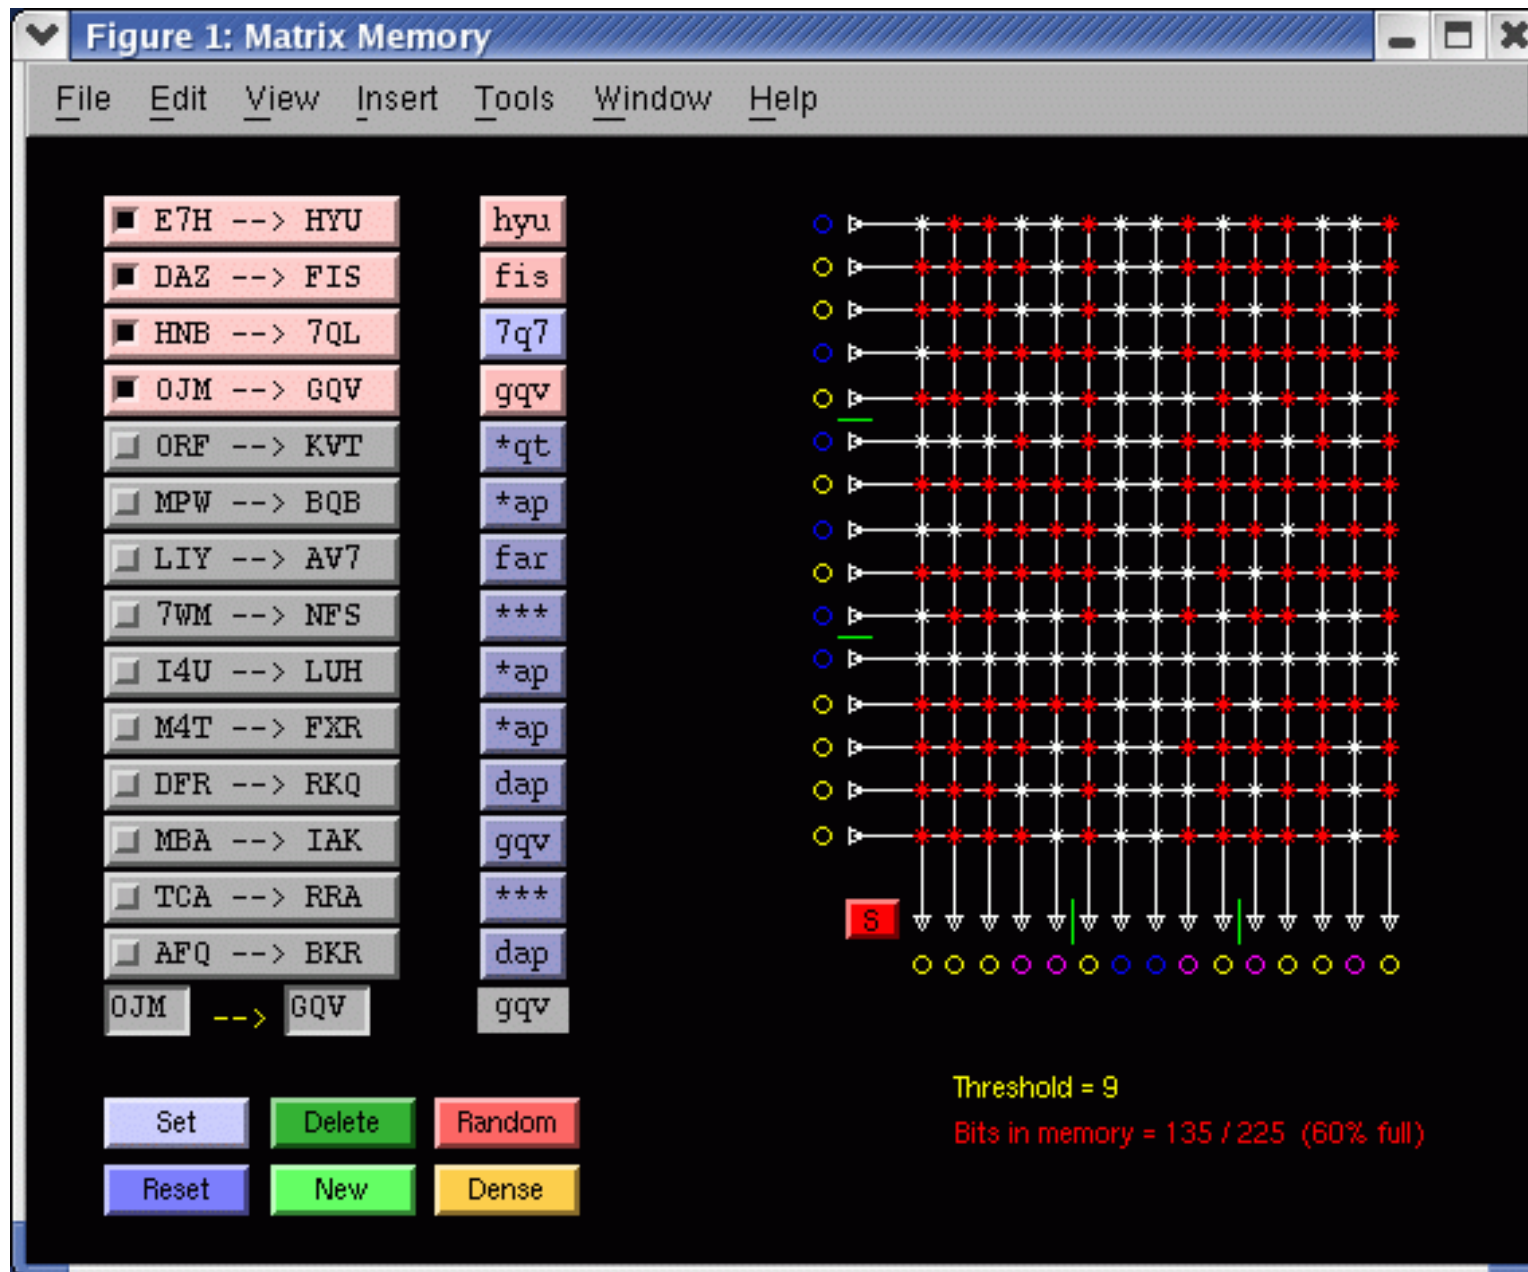 Figure 1: Matrix Memory
File Edit View Insert Tools Window Help
E7H --> HYU hyu
DAZ --> FIS fis
HNB --> 7QL 7q7
OJM --> GQV gqv
ORF --> KVT *qt
MPW --> BQB *ap
LIY --> AV7 far
7WM --> NFS ***
I4U --> LUH *ap
M4T --> FXR *ap
DFR --> RKQ dap
MBA --> IAK gqv
TCA --> RRA ***
AFQ --> BKR dap
OJM --> GQV gqv
S
Threshold = 9
Bits in memory = 135 / 225 (60% full)
Set Delete Random
Reset New Dense